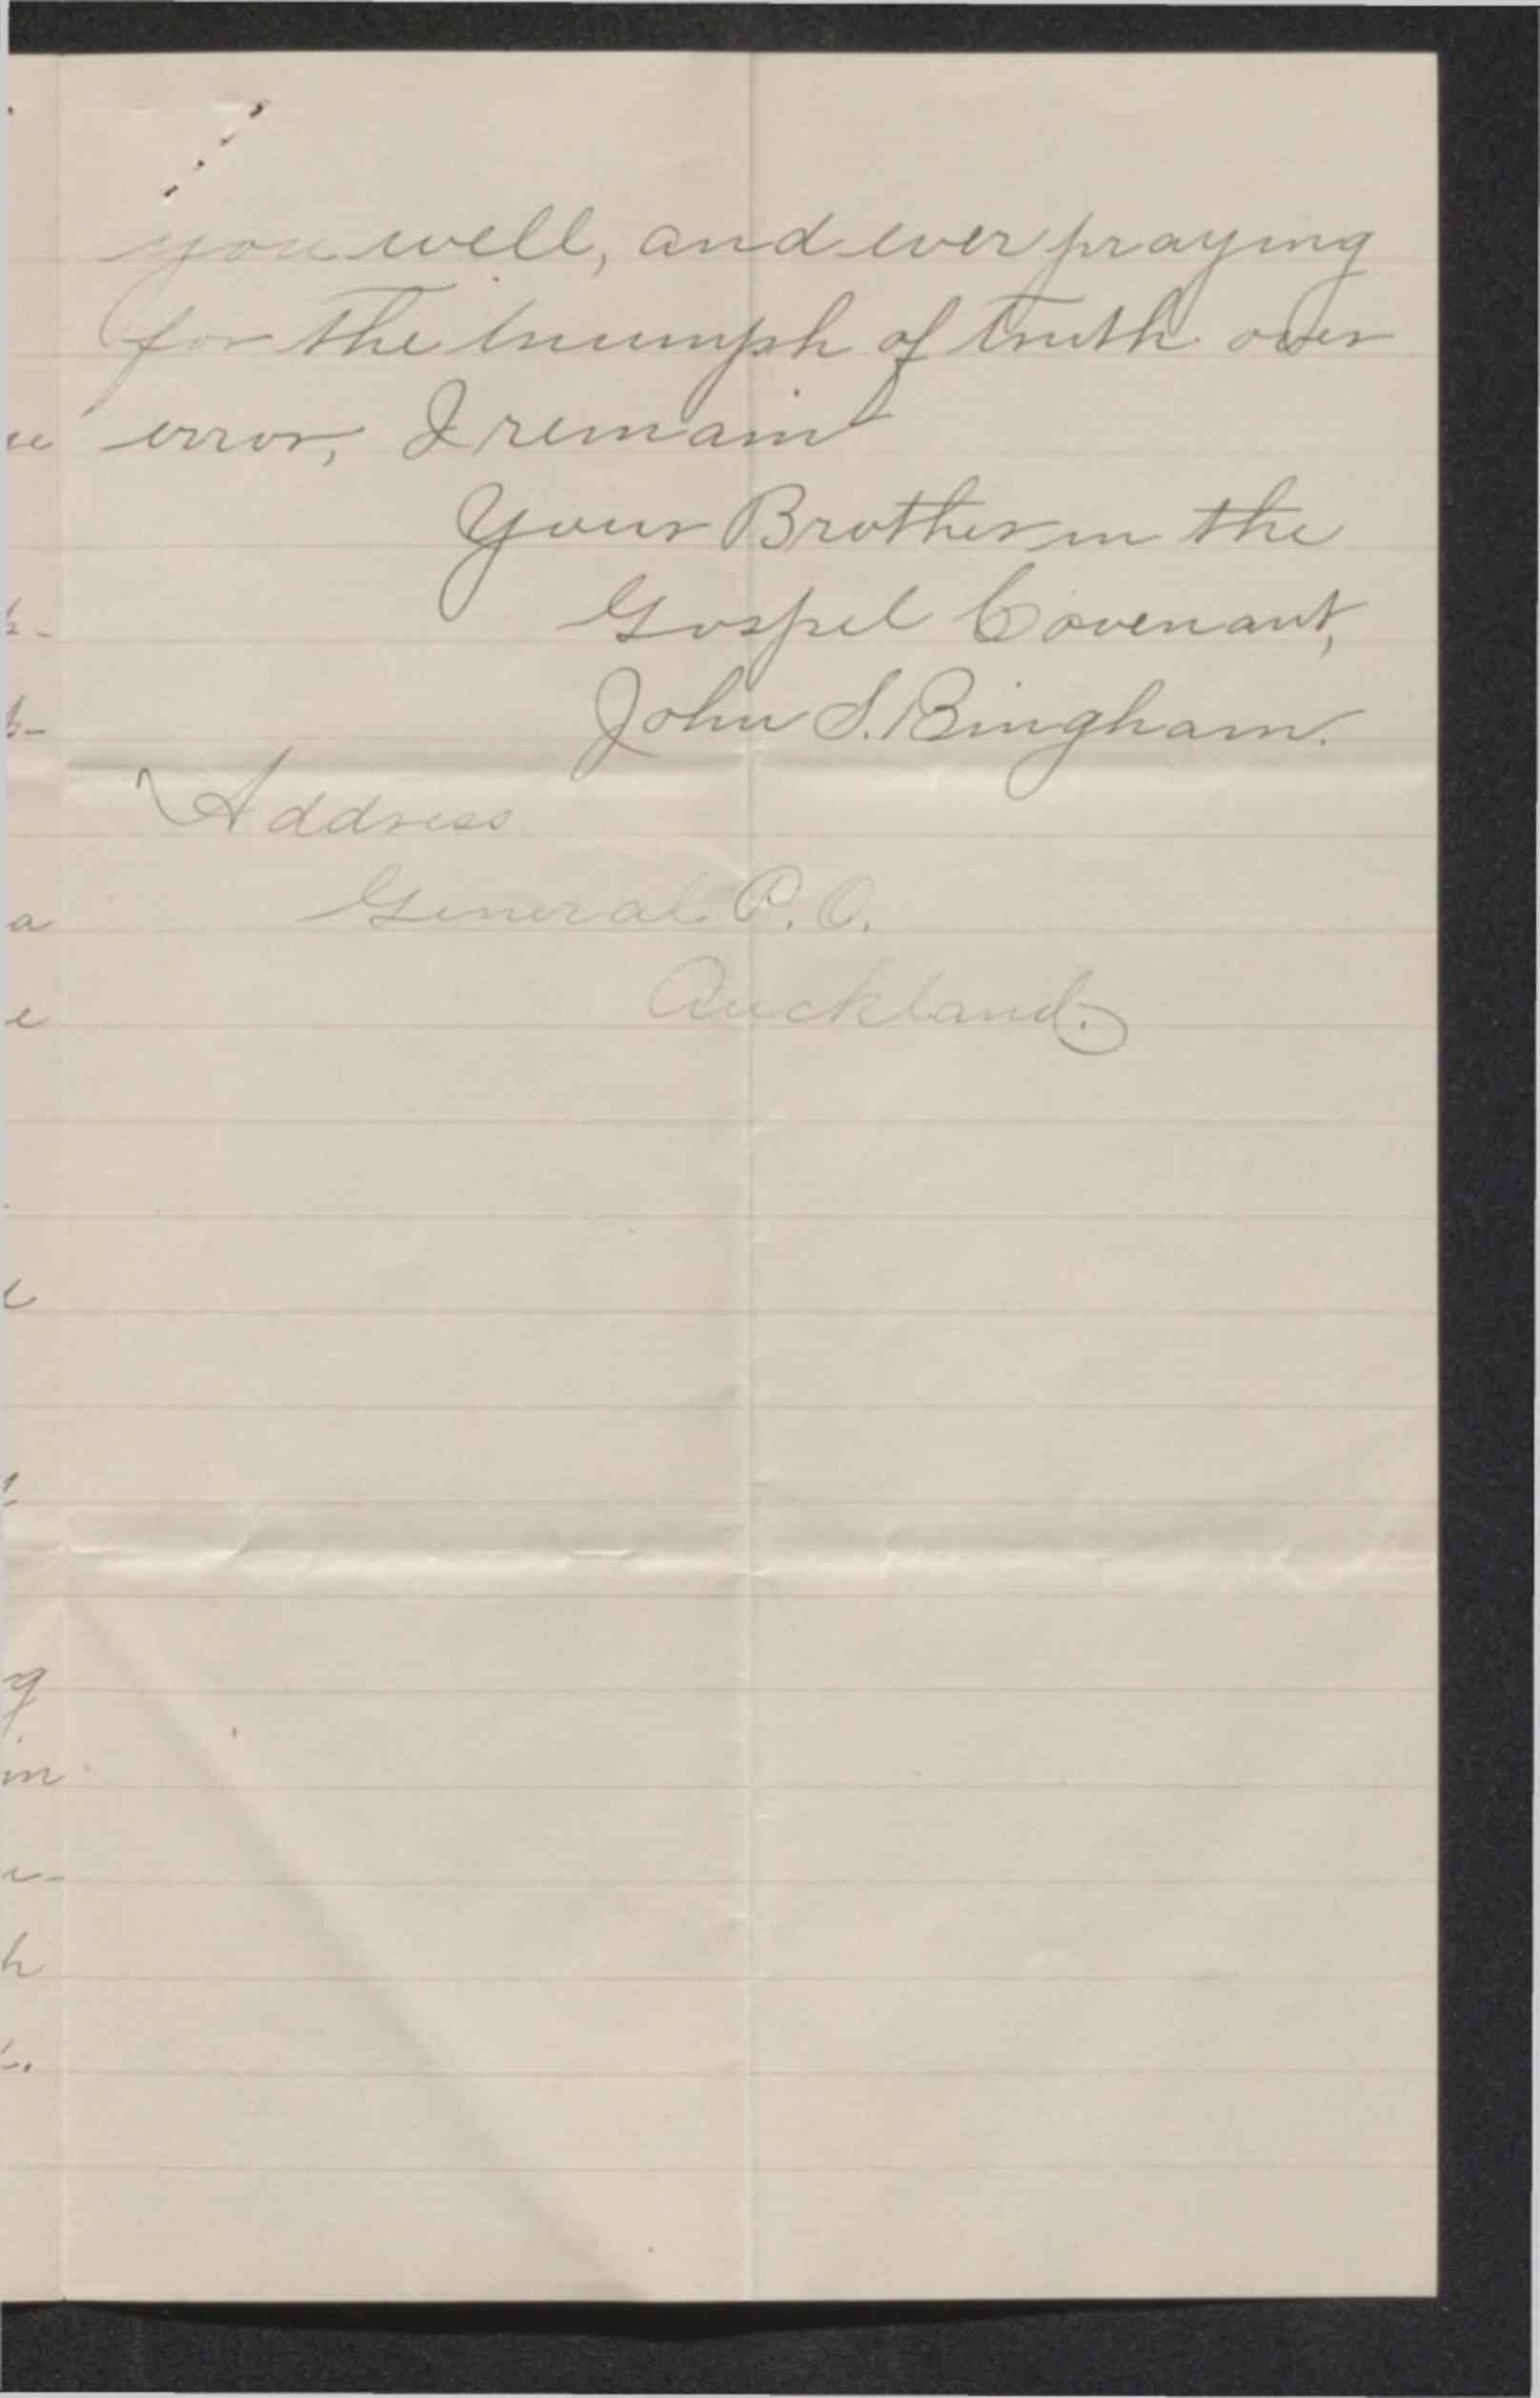 you well, and ever praying
for the triumph of truth over
error, I remain
Your Brother in the
Gospel Covenant,
John S. Bingham.
Address
General P. O.
Auckland.